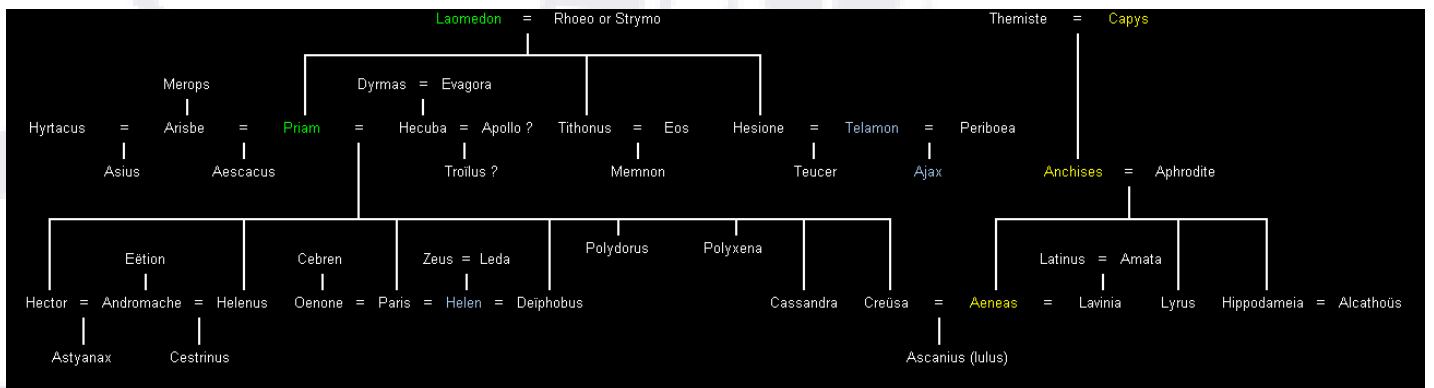 Laomedon = Rhoeo or Strymo Themiste = Capys
Merops Dyrmas = Evagora
Hyrtacus = Arisbe = Priam = Hecuba = Apollo ? Tithonus = Eos Hesione = Telamon = Periboea
Asius Aescacus Troïlus ? Memnon Teucer Ajax Anchises = Aphrodite
Polydorus Polyxena
Eëtion Cebren Zeus = Leda Latinus = Amata
Hector = Andromache = Helenus Oenone = Paris = Helen = Deïphobus Cassandra Creüsa = Aeneas = Lavinia Lyrus Hippodameia = Alcathoüs
Astyanax Cestrinus Ascanius (Iulus)